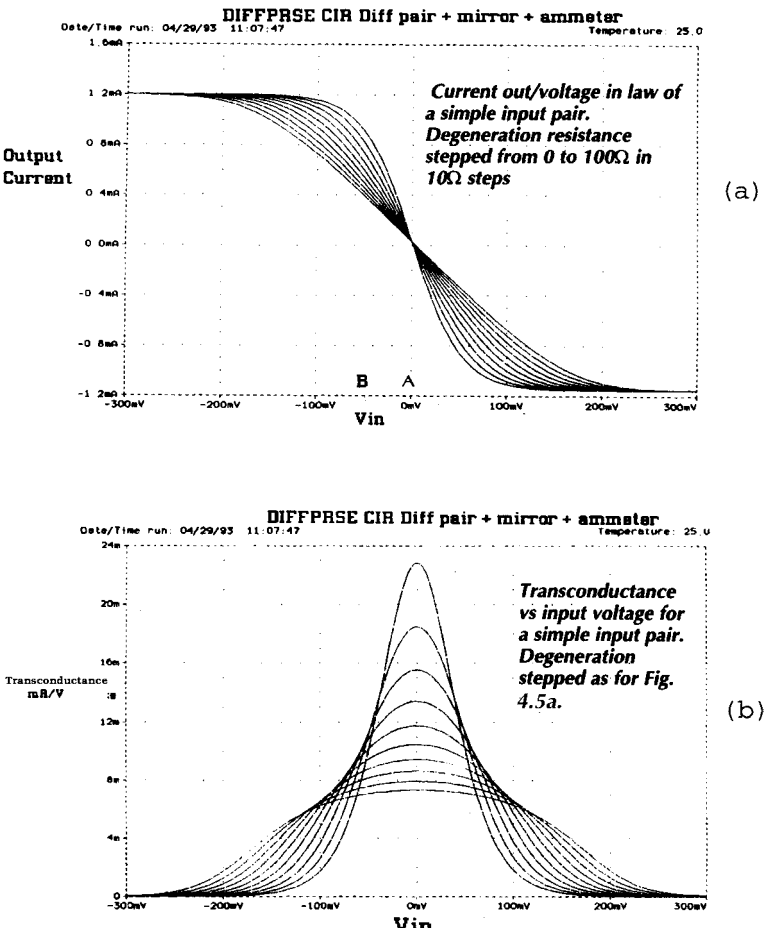 DIFFPRSE CIR Diff pair + mirror + ammeter
Date/Time run: 04/29/93 11:07:47
Temperature: 25.0
1.6mA
1 2mA
0 8mA
0 4mA
0 0mA
-0 4mA
-0 8mA
-1 2mA
Output
Current
Current out/voltage in law of
a simple input pair.
Degeneration resistance
stepped from 0 to 100Ω in
10Ω steps
(a)
B A
-300mV -200mV -100mV 0mV 100mV 200mV 300mV
Vin
DIFFPRSE CIR Diff pair + mirror + ammeter
Date/Time run: 04/29/93 11:07:47
Temperature: 25.0
24m
20m
16m
12m
8m
4m
0
Transconductance
mA/V
Transconductance
vs input voltage for
a simple input pair.
Degeneration
stepped as for Fig.
4.5a.
(b)
-300mV -200mV -100mV 0mV 100mV 200mV 300mV
Vin